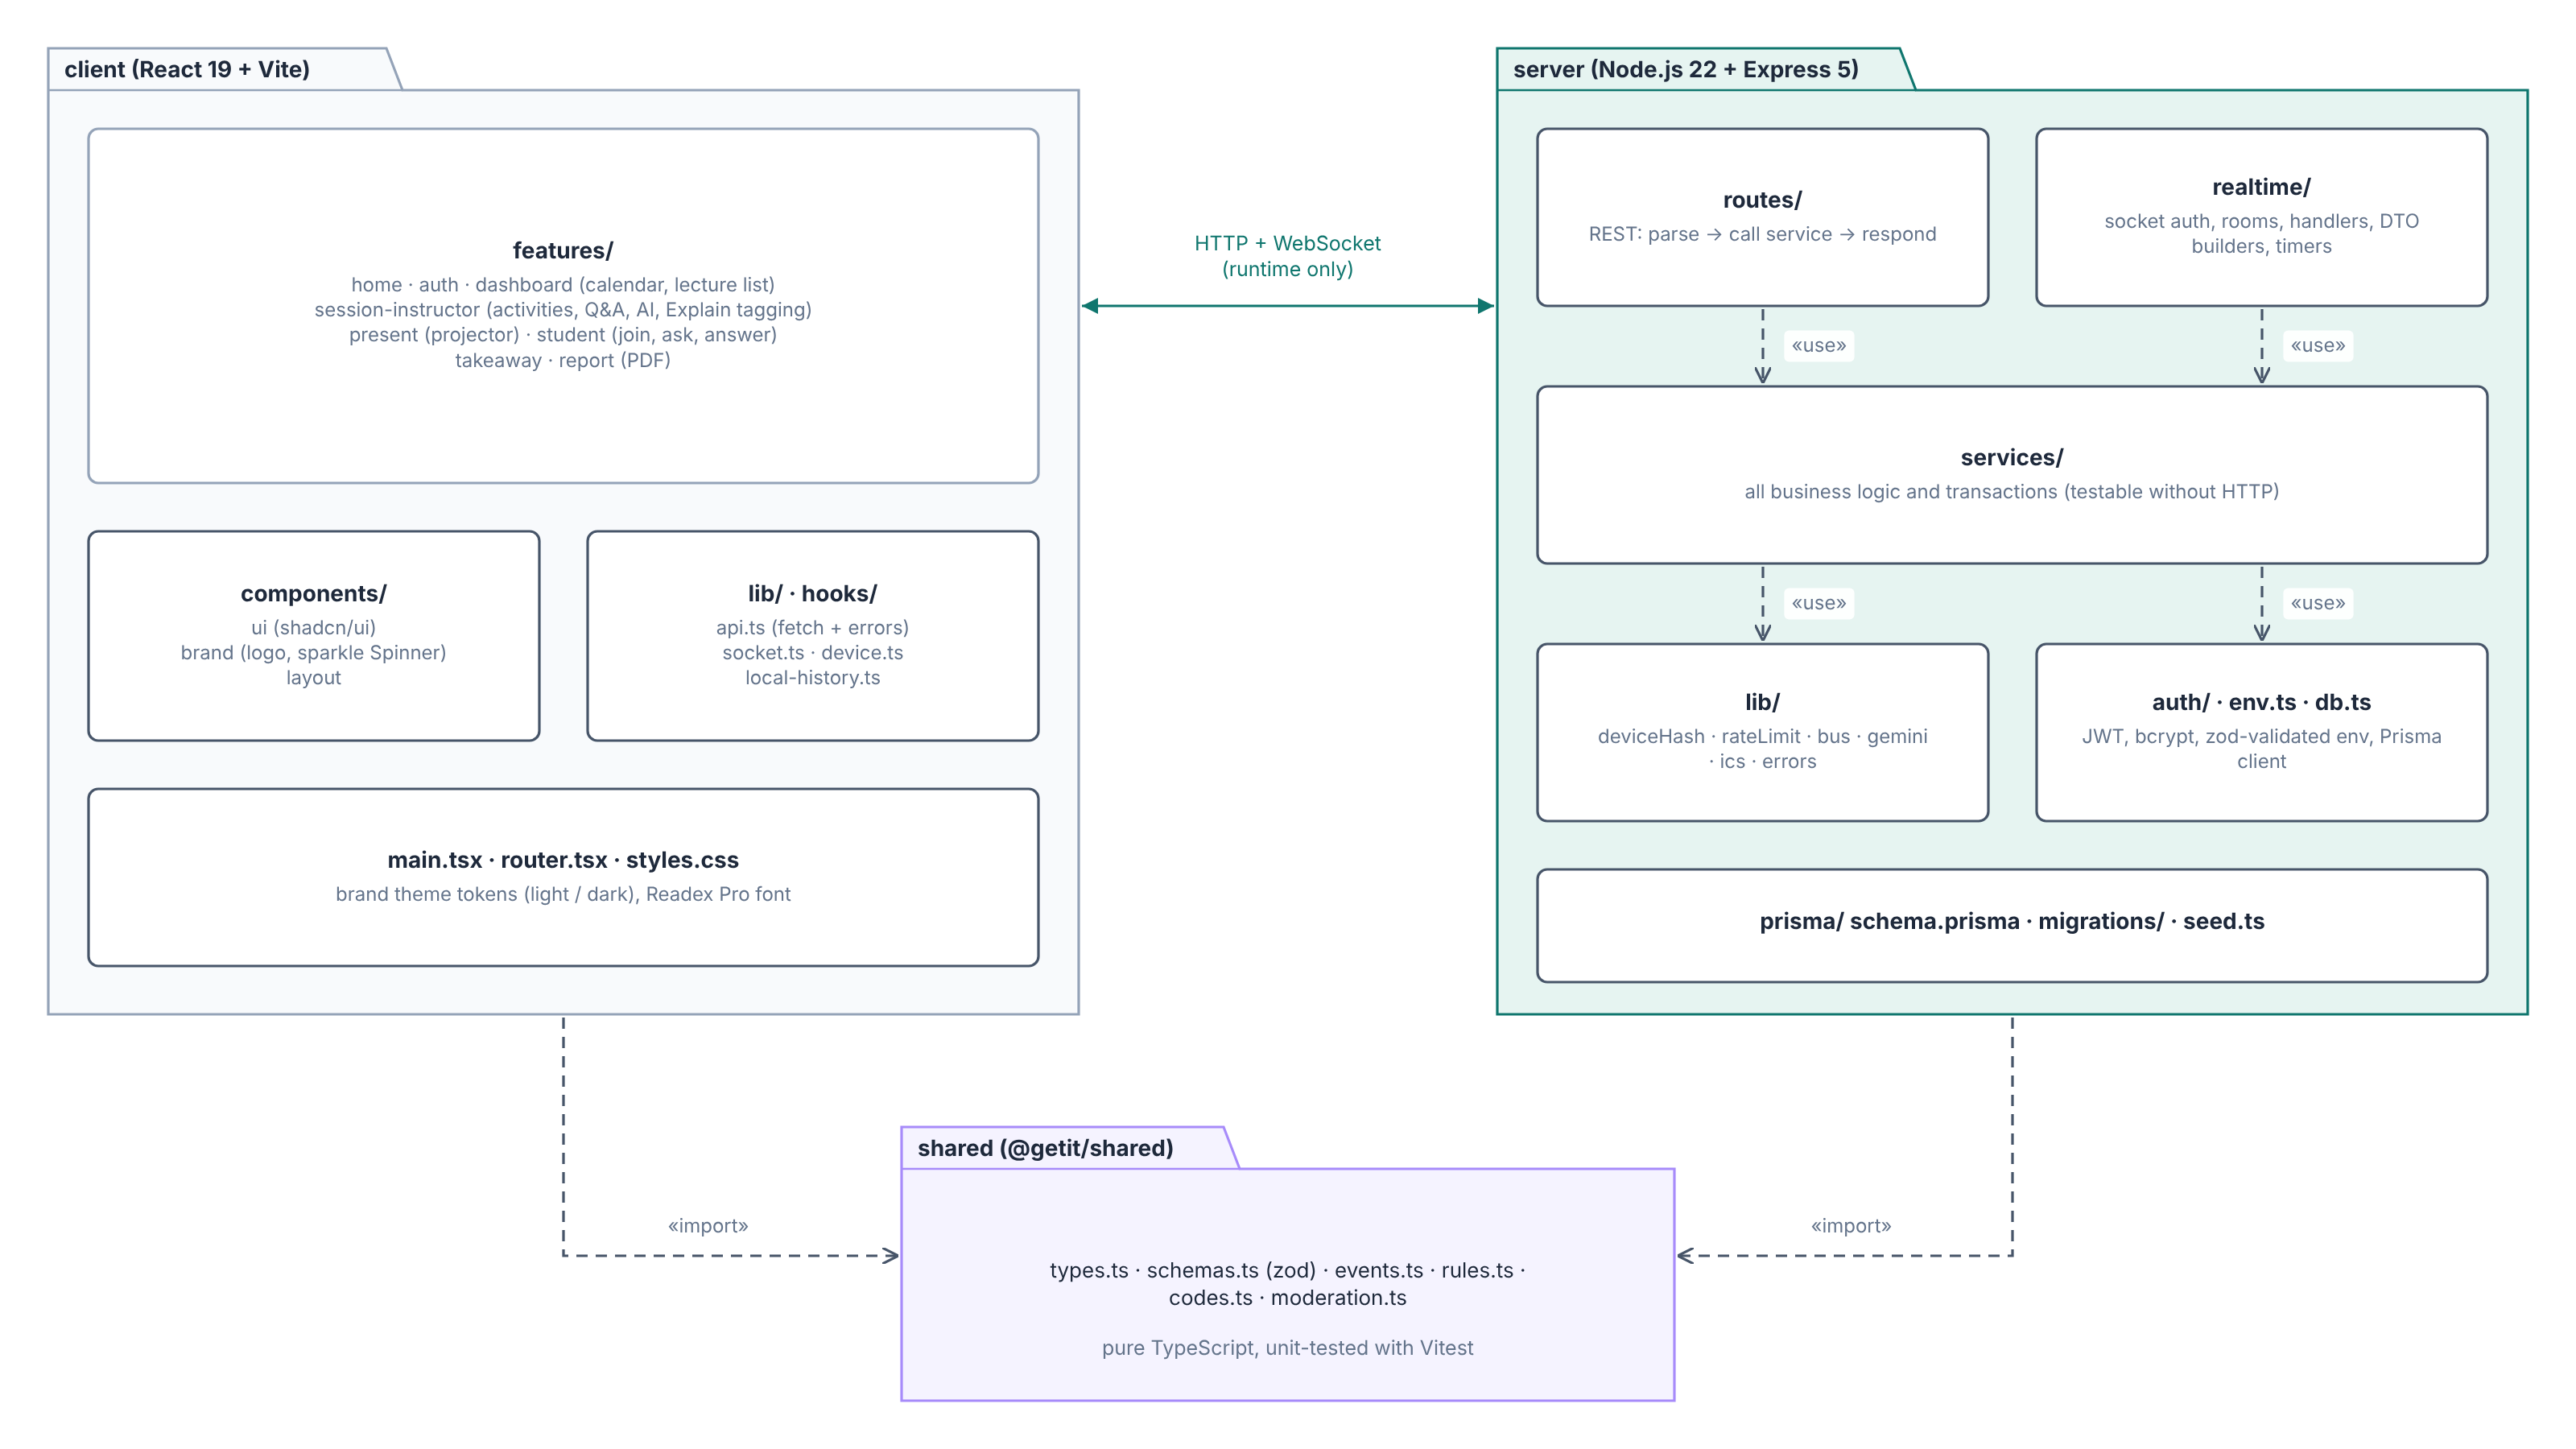 client (React 19 + Vite)
features/
home · auth · dashboard (calendar, lecture list)
session-instructor (activities, Q&A, AI, Explain tagging)
present (projector) · student (join, ask, answer)
takeaway · report (PDF)
components/
ui (shadcn/ui)
brand (logo, sparkle Spinner)
layout
lib/ · hooks/
api.ts (fetch + errors)
socket.ts · device.ts
local-history.ts
main.tsx · router.tsx · styles.css
brand theme tokens (light / dark), Readex Pro font
HTTP + WebSocket
(runtime only)
server (Node.js 22 + Express 5)
routes/
REST: parse → call service → respond
realtime/
socket auth, rooms, handlers, DTO
builders, timers
«use»
«use»
services/
all business logic and transactions (testable without HTTP)
«use»
«use»
lib/
deviceHash · rateLimit · bus · gemini
· ics · errors
auth/ · env.ts · db.ts
JWT, bcrypt, zod-validated env, Prisma
client
prisma/ schema.prisma · migrations/ · seed.ts
«import»
«import»
shared (@getit/shared)
types.ts · schemas.ts (zod) · events.ts · rules.ts ·
codes.ts · moderation.ts
pure TypeScript, unit-tested with Vitest